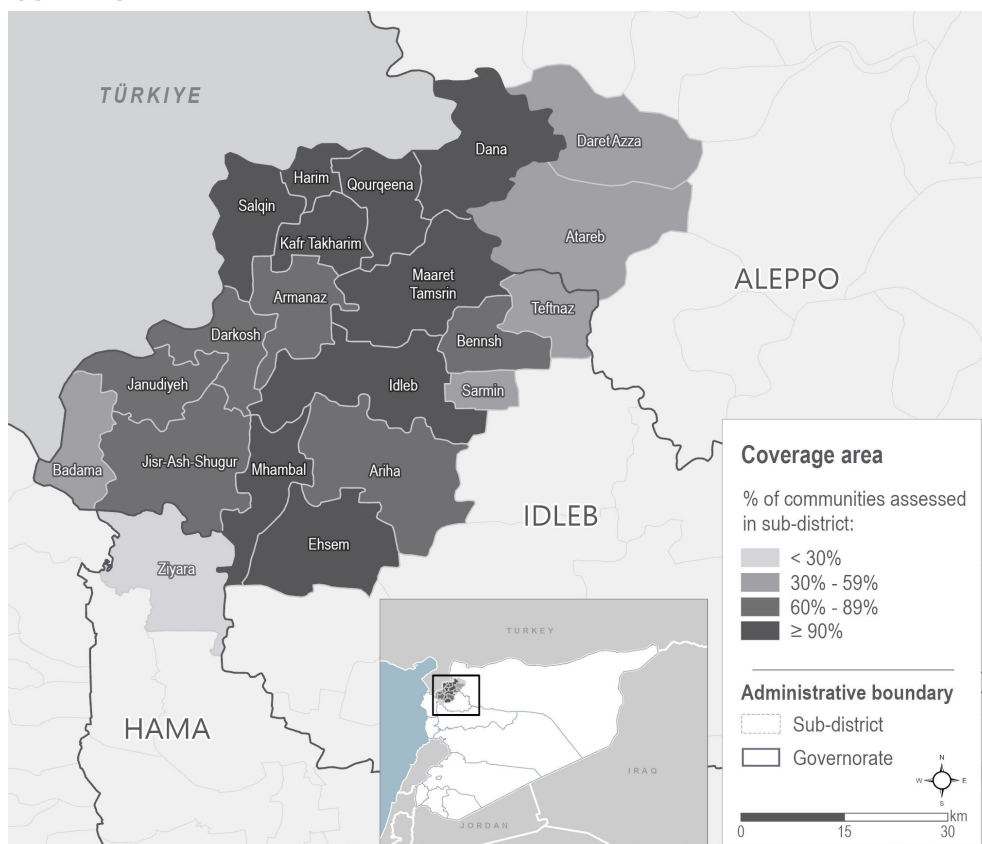 TÜRKIYE
Dana
Daret Azza
Harim
Qourqeena
Salqin
Kafr Takharim
Atareb
Maaret
Tamsrin
ALEPPO
Armanaz
Teftnaz
Darkosh
Bennsh
Janudiyeh
Idleb
Sarmin
Badama
Jisr-Ash-Shugur
Mhambal
Ariha
IDLEB
Ehsem
Ziyara
HAMA
Coverage area
% of communities assessed
in sub-district:
< 30%
30% - 59%
60% - 89%
≥ 90%
Administrative boundary
Sub-district
Governorate
N
W
E
S
km
0
15
30
TURKEY
IRAQ
JORDAN